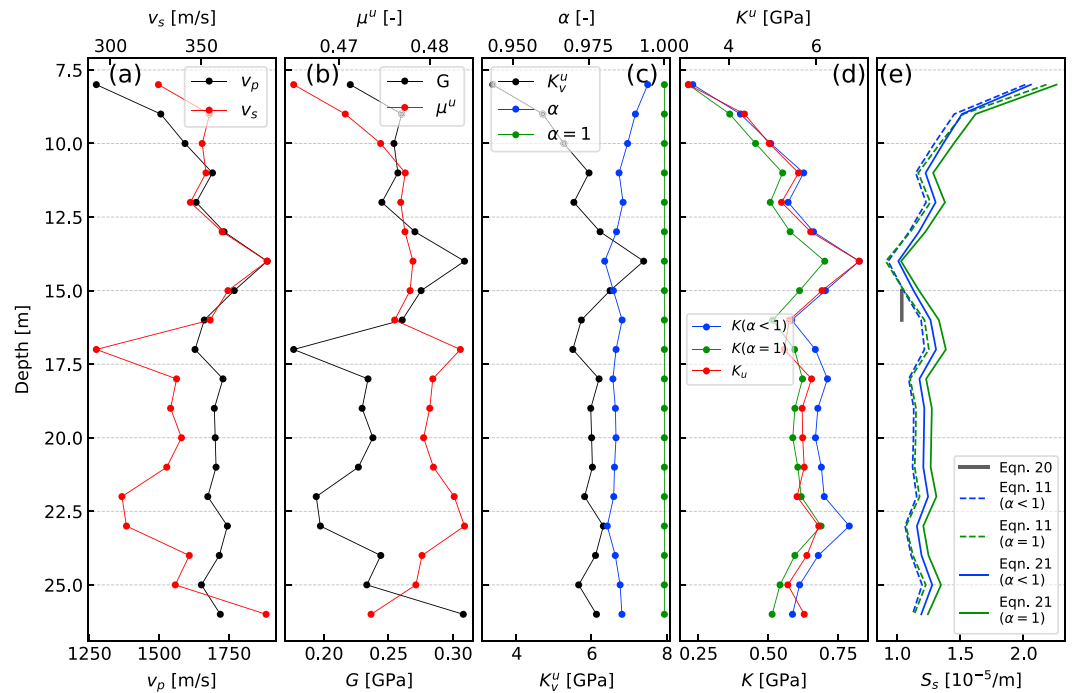 v_s [m/s]
μ^u [-]
α [-]
K^u [GPa]
300 350
0.47 0.48
0.950 0.975 1.000
4 6
(a) (b) (c) (d) (e)
v_p
v_s
G
μ^u
K_v^u
α
α = 1
K(α < 1)
K(α = 1)
K_u
Eqn. 20
Eqn. 11
(α < 1)
Eqn. 11
(α = 1)
Eqn. 21
(α < 1)
Eqn. 21
(α = 1)
Depth [m]
7.5
10.0
12.5
15.0
17.5
20.0
22.5
25.0
1250 1500 1750
0.20 0.25 0.30
4 6 8
0.25 0.50 0.75
1.0 1.5 2.0
v_p [m/s]
G [GPa]
K_v^u [GPa]
K [GPa]
S_s [10^-5/m]